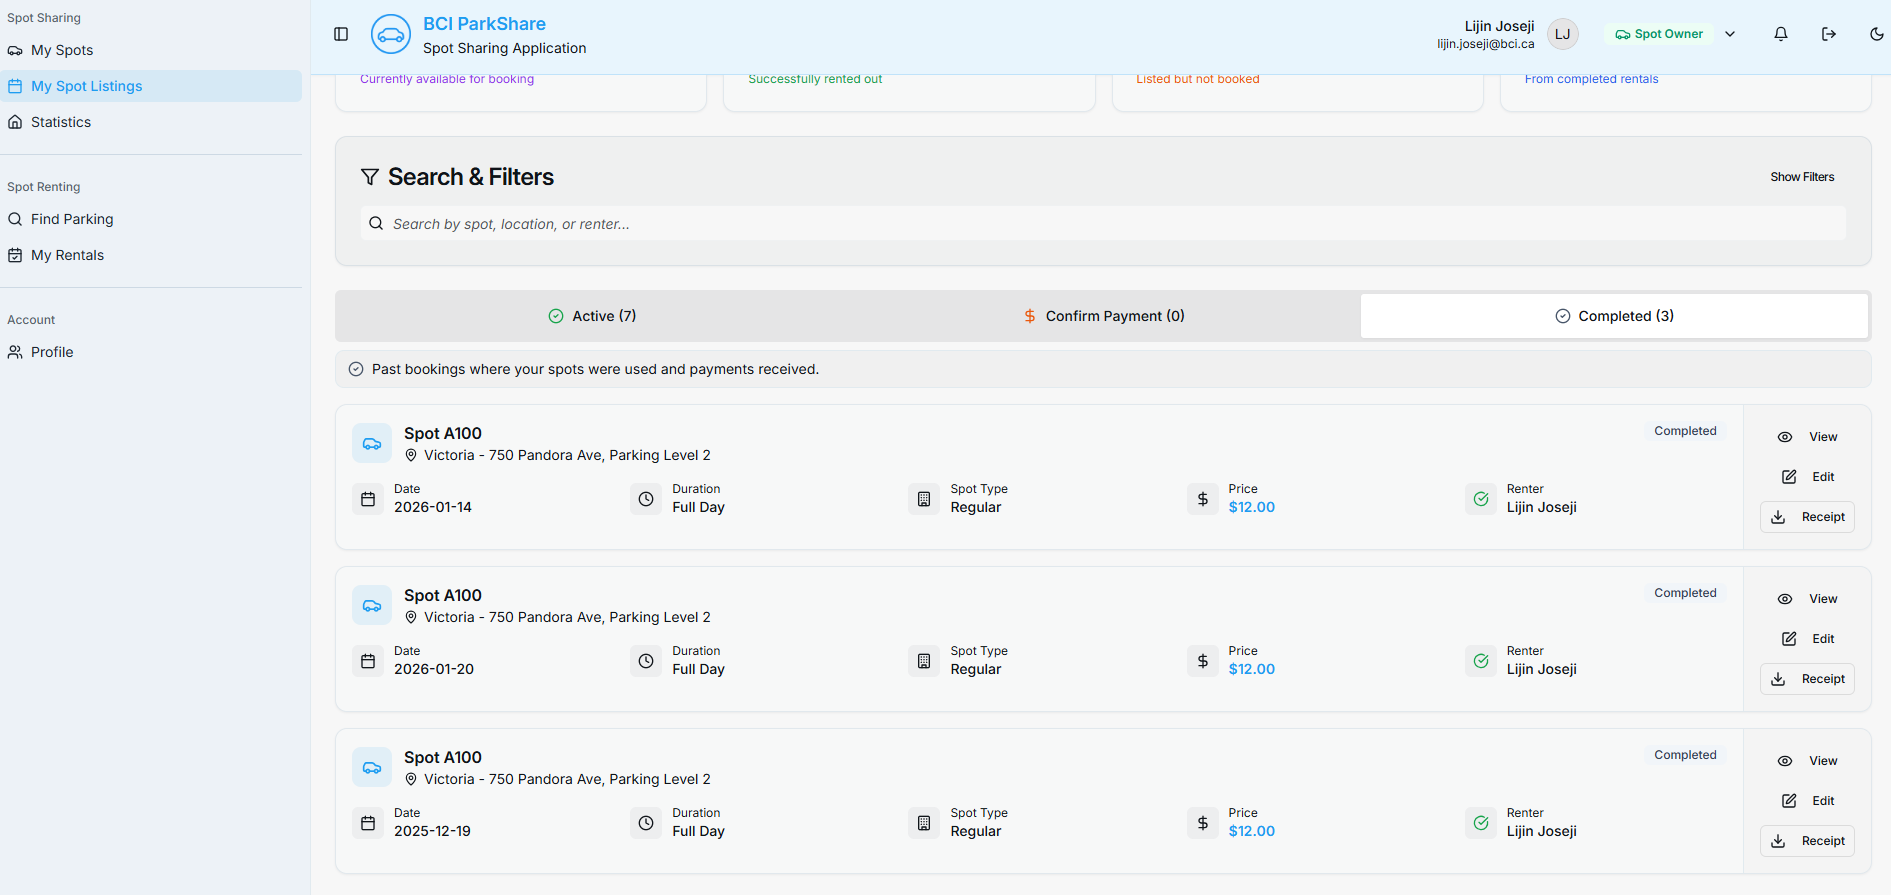 Spot Sharing
My Spots
My Spot Listings
Statistics
Spot Renting
Find Parking
My Rentals
Account
Profile
BCI ParkShare
Spot Sharing Application
Lijin Joseji
lijin.joseji@bci.ca
LJ
Spot Owner
Currently available for booking
Successfully rented out
Listed but not booked
From completed rentals
Search & Filters
Show Filters
Search by spot, location, or renter...
Active (7)
Confirm Payment (0)
Completed (3)
Past bookings where your spots were used and payments received.
Spot A100
Victoria - 750 Pandora Ave, Parking Level 2
Completed
Date
2026-01-14
Duration
Full Day
Spot Type
Regular
Price
$12.00
Renter
Lijin Joseji
View
Edit
Receipt
Spot A100
Victoria - 750 Pandora Ave, Parking Level 2
Completed
Date
2026-01-20
Duration
Full Day
Spot Type
Regular
Price
$12.00
Renter
Lijin Joseji
View
Edit
Receipt
Spot A100
Victoria - 750 Pandora Ave, Parking Level 2
Completed
Date
2025-12-19
Duration
Full Day
Spot Type
Regular
Price
$12.00
Renter
Lijin Joseji
View
Edit
Receipt